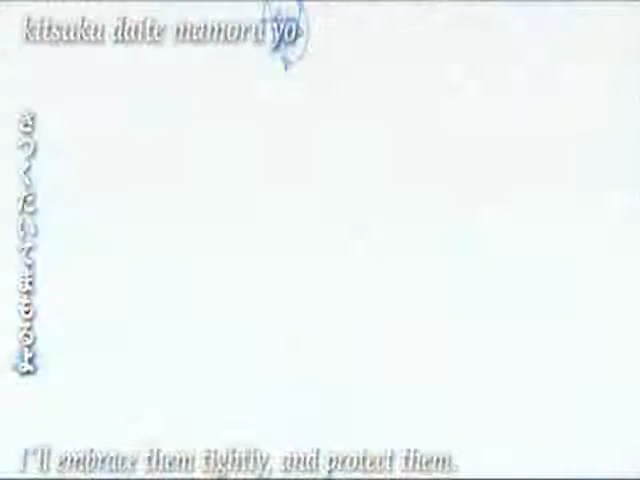 kitsuku daite mamoru yo
きつくだいてまもるよ
I'll embrace them tightly, and protect them.